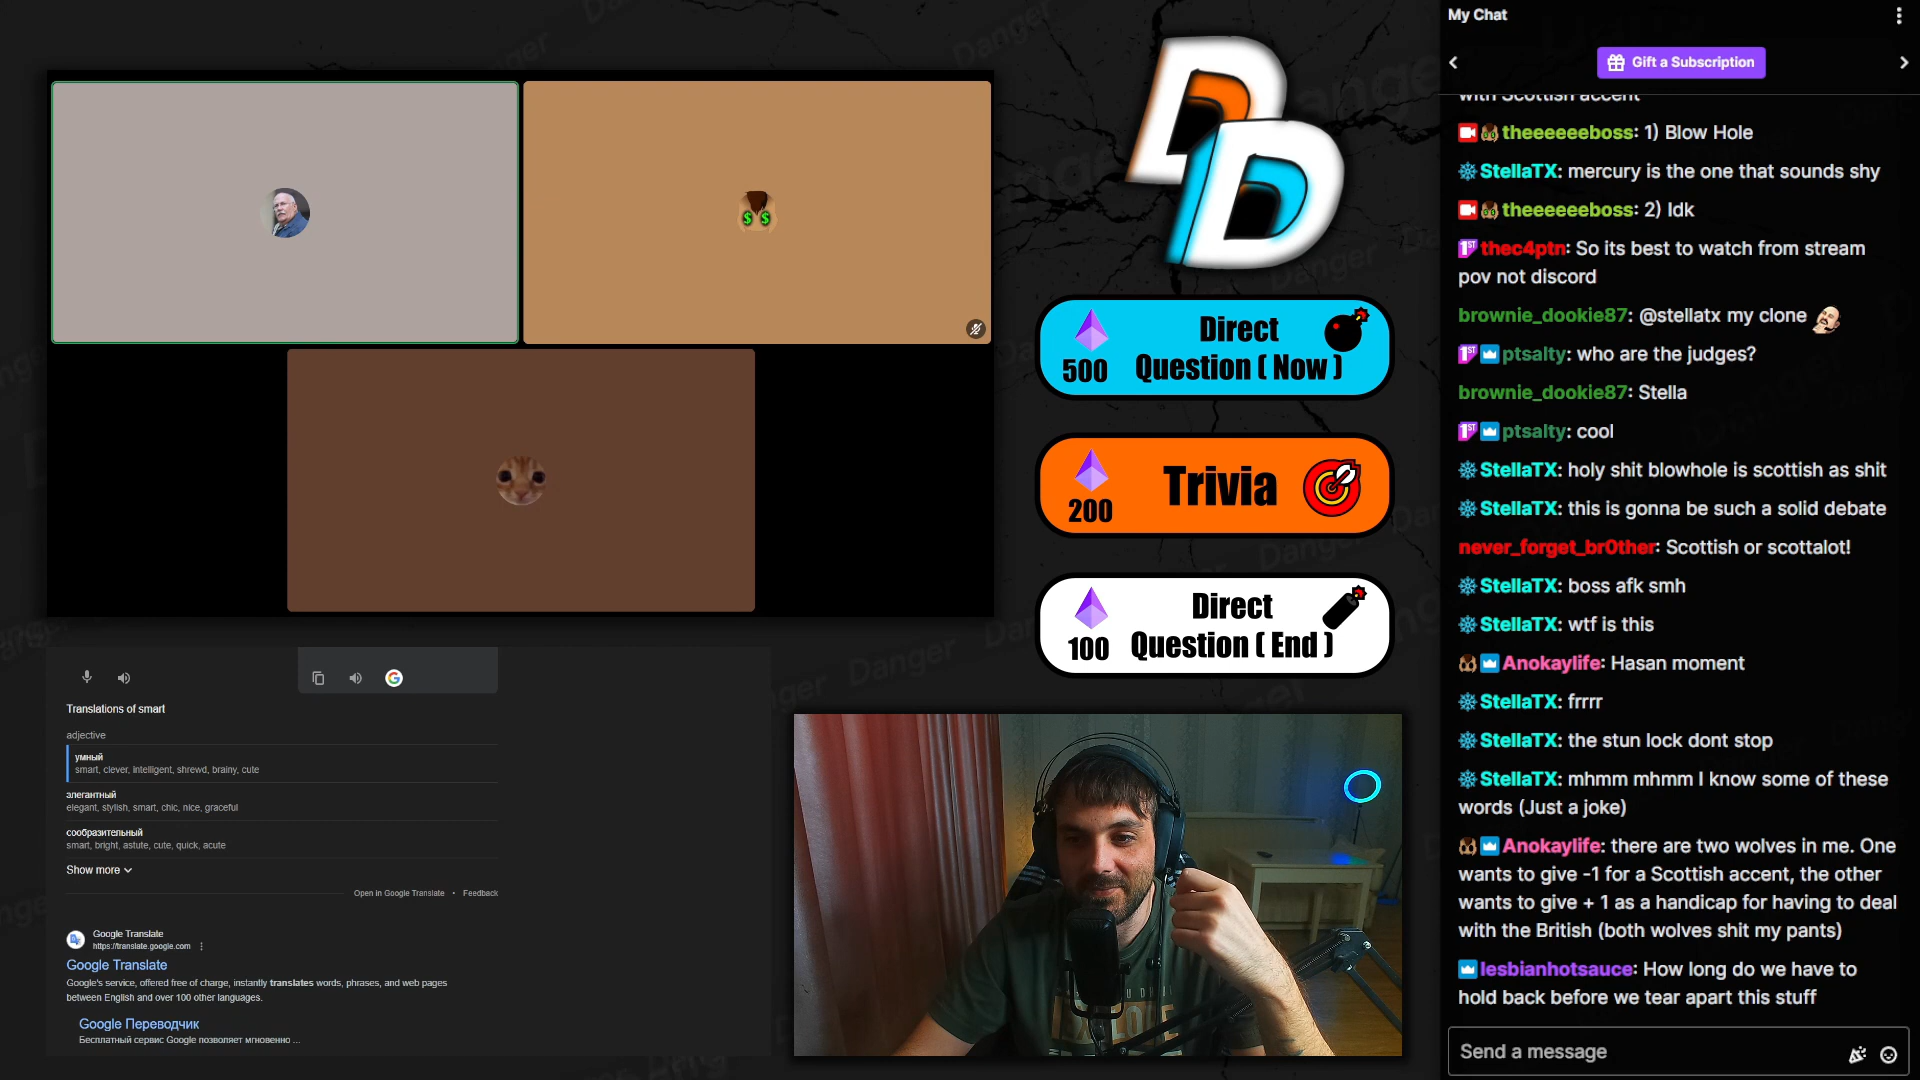 Direct
Question ( Now )
500
Trivia
200
Direct
Question ( End )
100
Translations of smart
adjective
умный
smart, clever, intelligent, shrewd, brainy, cute
элегантный
elegant, stylish, smart, chic, nice, graceful
сообразительный
smart, bright, astute, cute, quick, acute
Show more
Open in Google Translate • Feedback
Google Translate
https://translate.google.com
Google Translate
Google's service, offered free of charge, instantly translates words, phrases, and web pages
between English and over 100 other languages.
Google Переводчик
Бесплатный сервис Google позволяет мгновенно ...
My Chat
Gift a Subscription
with Scottish accent
theeeeeeboss: 1) Blow Hole
StellaTX: mercury is the one that sounds shy
theeeeeeboss: 2) Idk
thec4ptn: So its best to watch from stream
pov not discord
brownie_dookie87: @stellatx my clone
ptsalty: who are the judges?
brownie_dookie87: Stella
ptsalty: cool
StellaTX: holy shit blowhole is scottish as shit
StellaTX: this is gonna be such a solid debate
never_forget_br0ther: Scottish or scottalot!
StellaTX: boss afk smh
StellaTX: wtf is this
Anokaylife: Hasan moment
StellaTX: frrrr
StellaTX: the stun lock dont stop
StellaTX: mhmm mhmm I know some of these
words (Just a joke)
Anokaylife: there are two wolves in me. One
wants to give -1 for a Scottish accent, the other
wants to give + 1 as a handicap for having to deal
with the British (both wolves shit my pants)
lesbianhotsauce: How long do we have to
hold back before we tear apart this stuff
Send a message